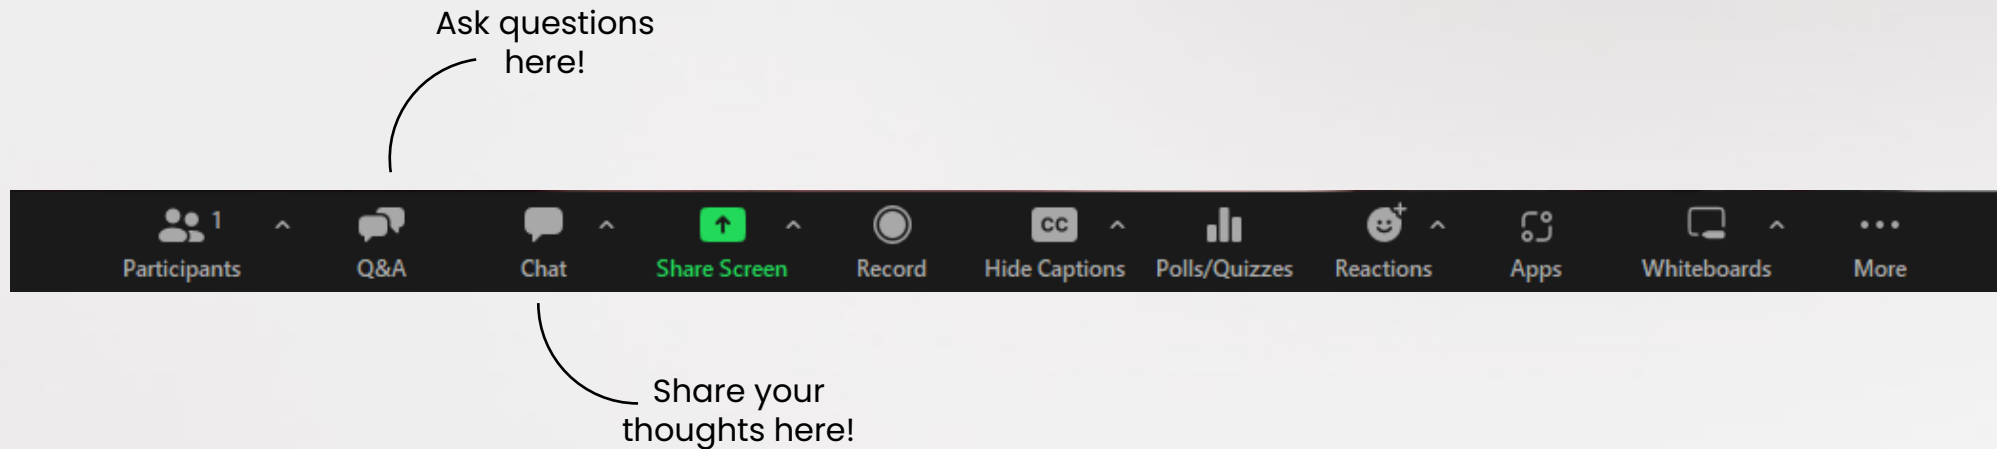 Ask questions
here!
1
Participants
Q&A
Chat
Share Screen
Record
CC
Hide Captions
Polls/Quizzes
Reactions
Apps
Whiteboards
More
Share your
thoughts here!